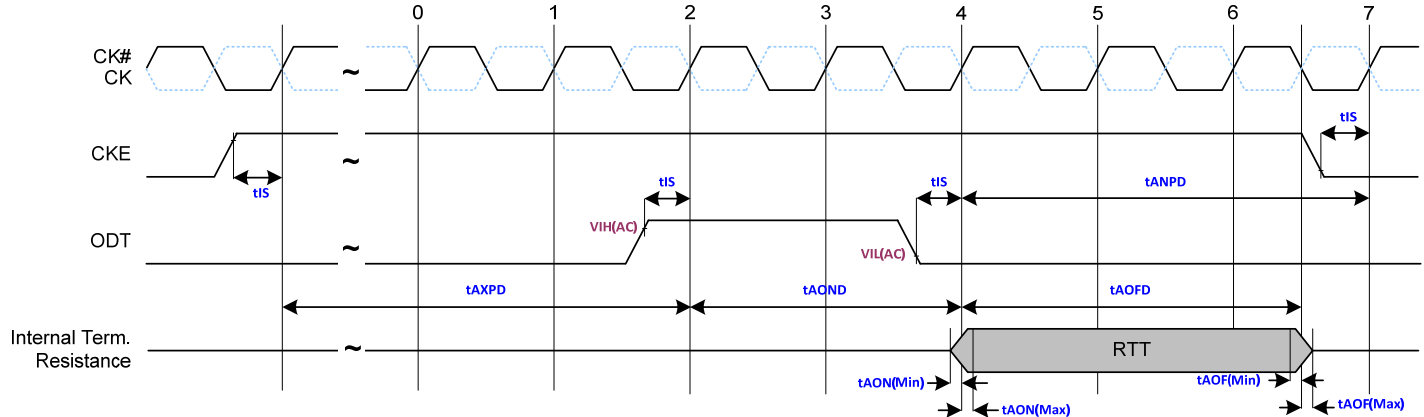 0 1 2 3 4 5 6 7
CK#
CK
CKE
tIS
tIS
tIS
tIS
tANPD
VIH(AC)
VIL(AC)
ODT
tAXPD
tAOND
tAOFD
Internal Term.
Resistance
RTT
tAON(Min)
tAOF(Min)
tAON(Max)
tAOF(Max)